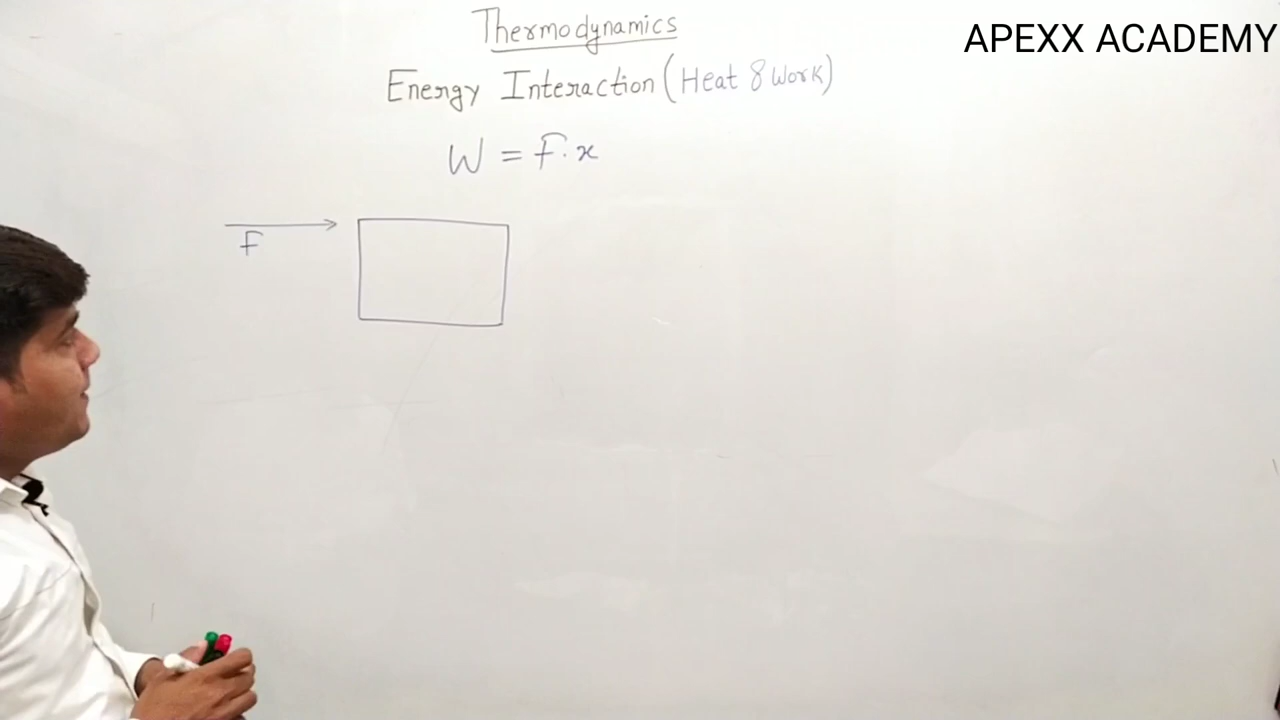 Thermodynamics
APEXX ACADEMY
Energy Interaction (Heat & Work)
W = F.x
F